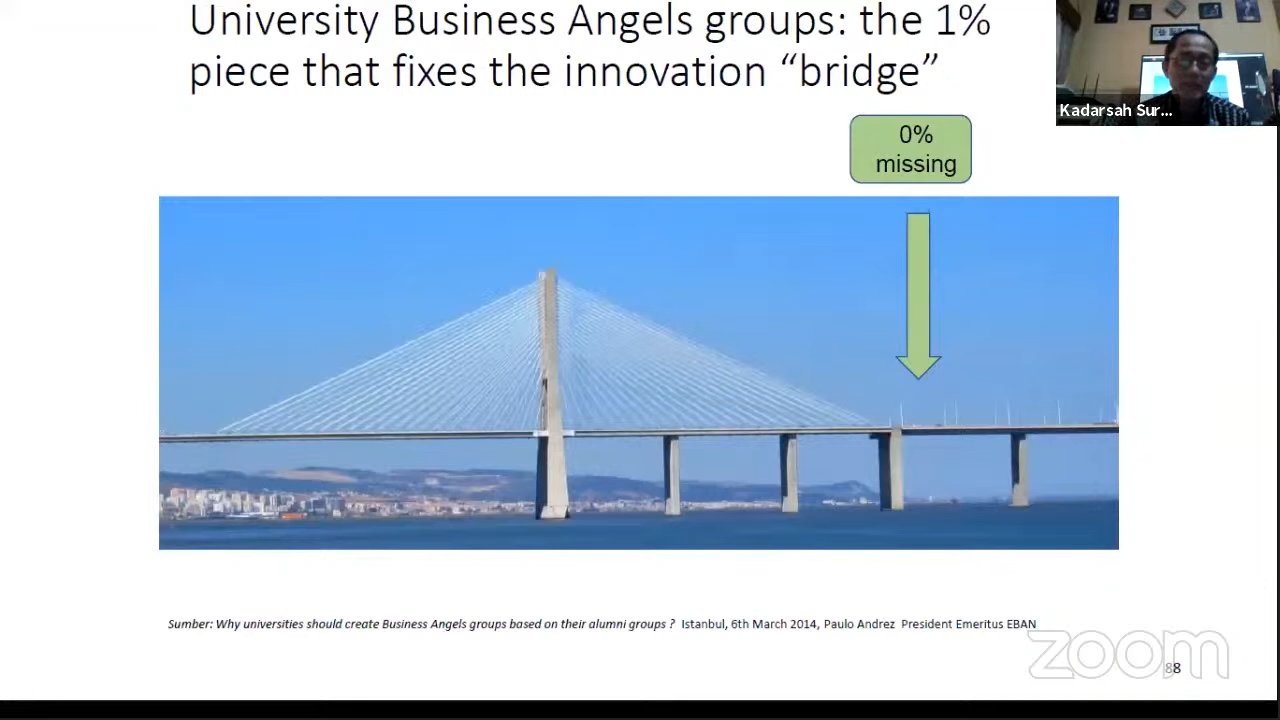 University Business Angels groups: the 1%
piece that fixes the innovation “bridge”
Kadarsah Sur...
0%
missing
Sumber: Why universities should create Business Angels groups based on their alumni groups ? Istanbul, 6th March 2014, Paulo Andrez President Emeritus EBAN
zoom
88